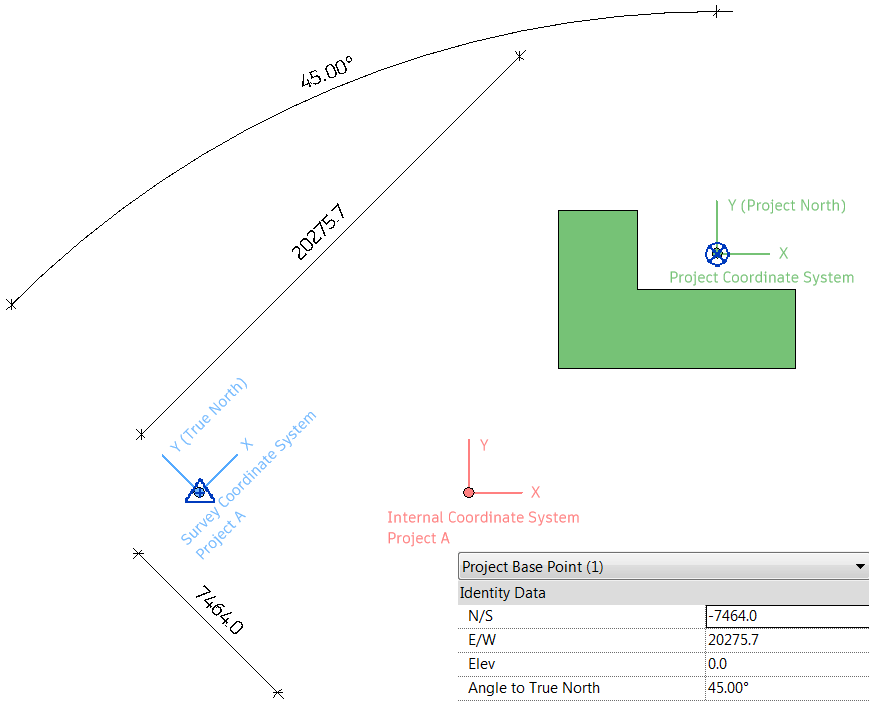 45.00°
20275.7
Y (Project North)
X
Project Coordinate System
Y (True North)
X
Survey Coordinate System
Project A
Y
X
Internal Coordinate System
Project A
7464.0
Project Base Point (1)
Identity Data
N/S -7464.0
E/W 20275.7
Elev 0.0
Angle to True North 45.00°